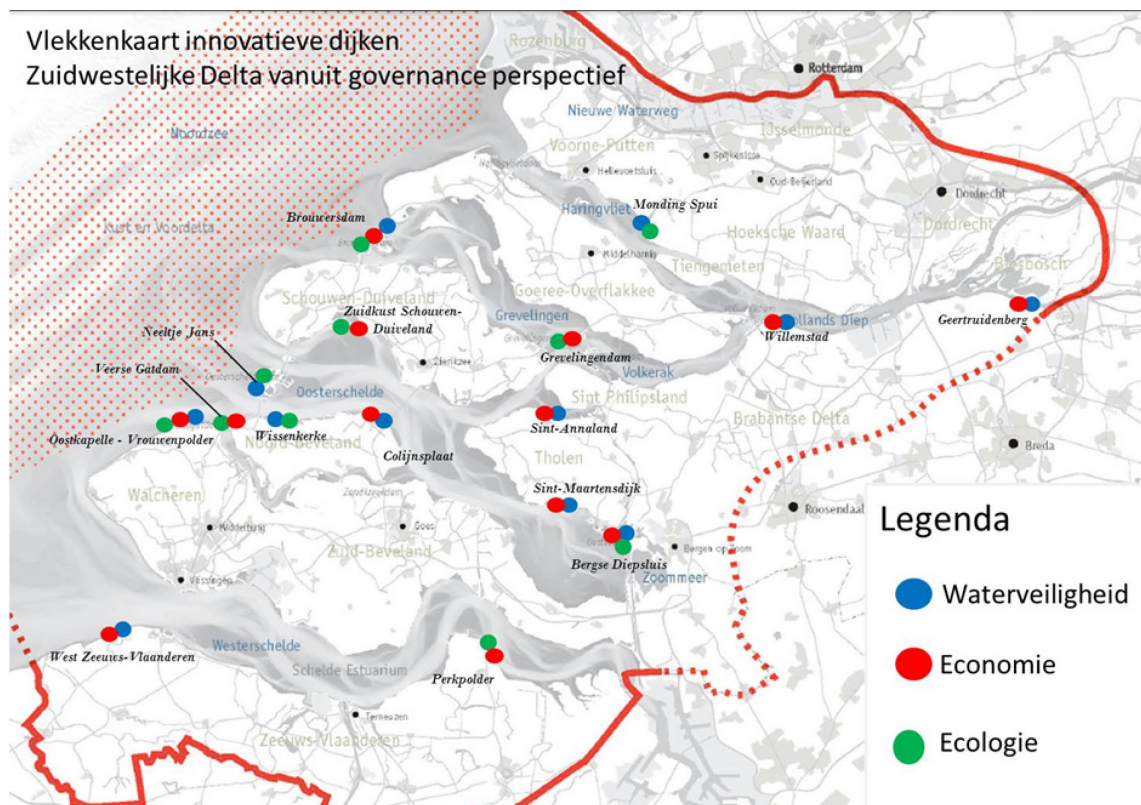 Vlekkenkaart innovatieve dijken
Zuidwestelijke Delta vanuit governance perspectief
Rozenburg
Rotterdam
Noordzee
Nieuwe Waterweg
IJsselmonde
Voorne-Putten
Spijkenisse
Hellevoetsluis
Oud-Beijerland
Dordrecht
Monding Spui
Haringvliet
Brouwersdam
Dordrecht
Kust en Voordelta
Hoeksche Waard
Middelharnis
Tiengemeten
Biesbosch
Schouwen-Duiveland
Goeree-Overflakkee
Zuidkust Schouwen-
Duiveland
Neeltje Jans
Grevelingen
Hollands Diep
Geertruidenberg
Willemstad
Grevelingendam
Veerse Gatdam
Zierikzee
Volkerak
Oosterschelde
Sint Philipsland
Brabantse Delta
Sint-Annaland
Oostkapelle - Vrouwenpolder
Wissenkerke
Noord-Beveland
Colijnsplaat
Breda
Tholen
Sint-Maartensdijk
Walcheren
Zandkreekdam
Roosendaal
Middelburg
Goes
Zuid-Beveland
Bergen op Zoom
Bergse Diepsluis
Zoommeer
Vlissingen
West Zeeuws-Vlaanderen
Westerschelde
Schelde Estuarium
Perkpolder
Terneuzen
Zeeuws Vlaanderen
Legenda
Waterveiligheid
Economie
Ecologie